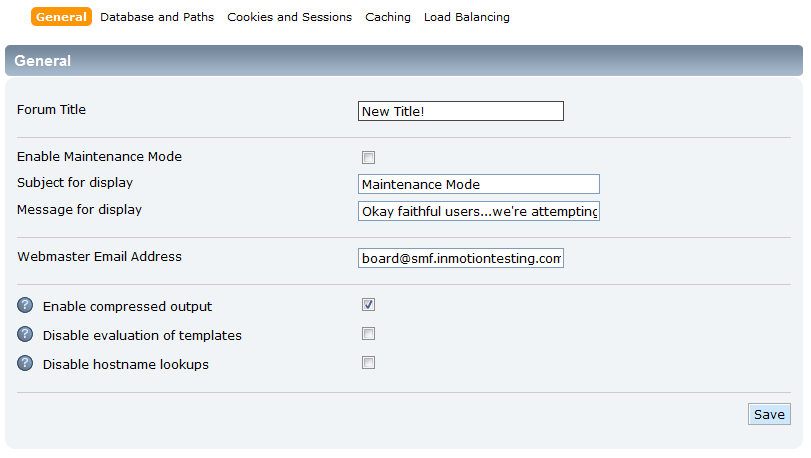 General Database and Paths Cookies and Sessions Caching Load Balancing
General
Forum Title New Title!
Enable Maintenance Mode
Subject for display Maintenance Mode
Message for display Okay faithful users...we're attempting
Webmaster Email Address board@smf.inmotiontesting.com
? Enable compressed output
? Disable evaluation of templates
? Disable hostname lookups
Save